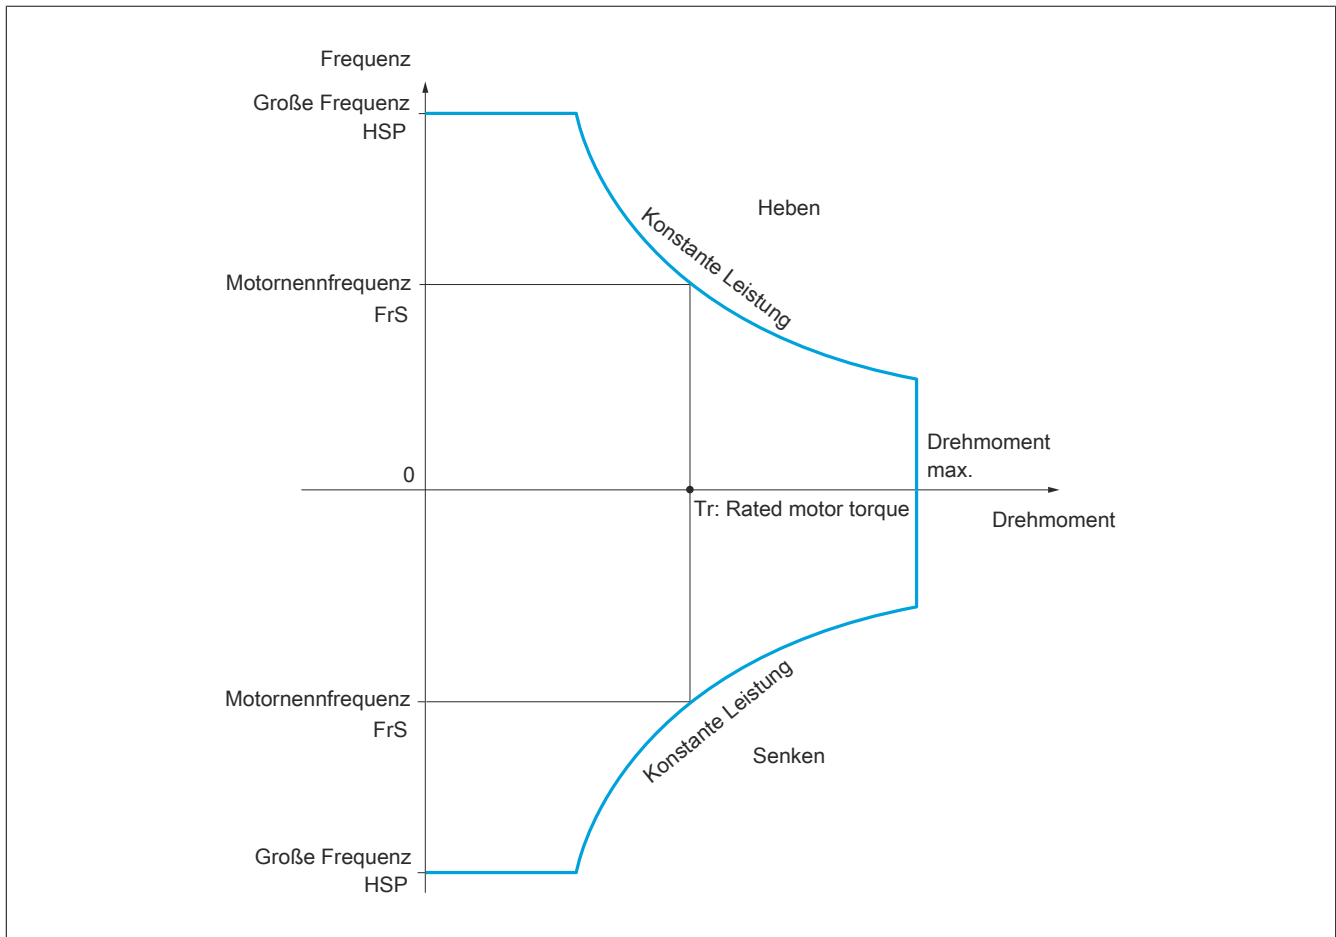 Frequenz
Große Frequenz
HSP
Heben
Konstante Leistung
Motornennfrequenz
FrS
Drehmoment
max.
0
Tr: Rated motor torque
Drehmoment
Motornennfrequenz
FrS
Konstante Leistung
Senken
Große Frequenz
HSP